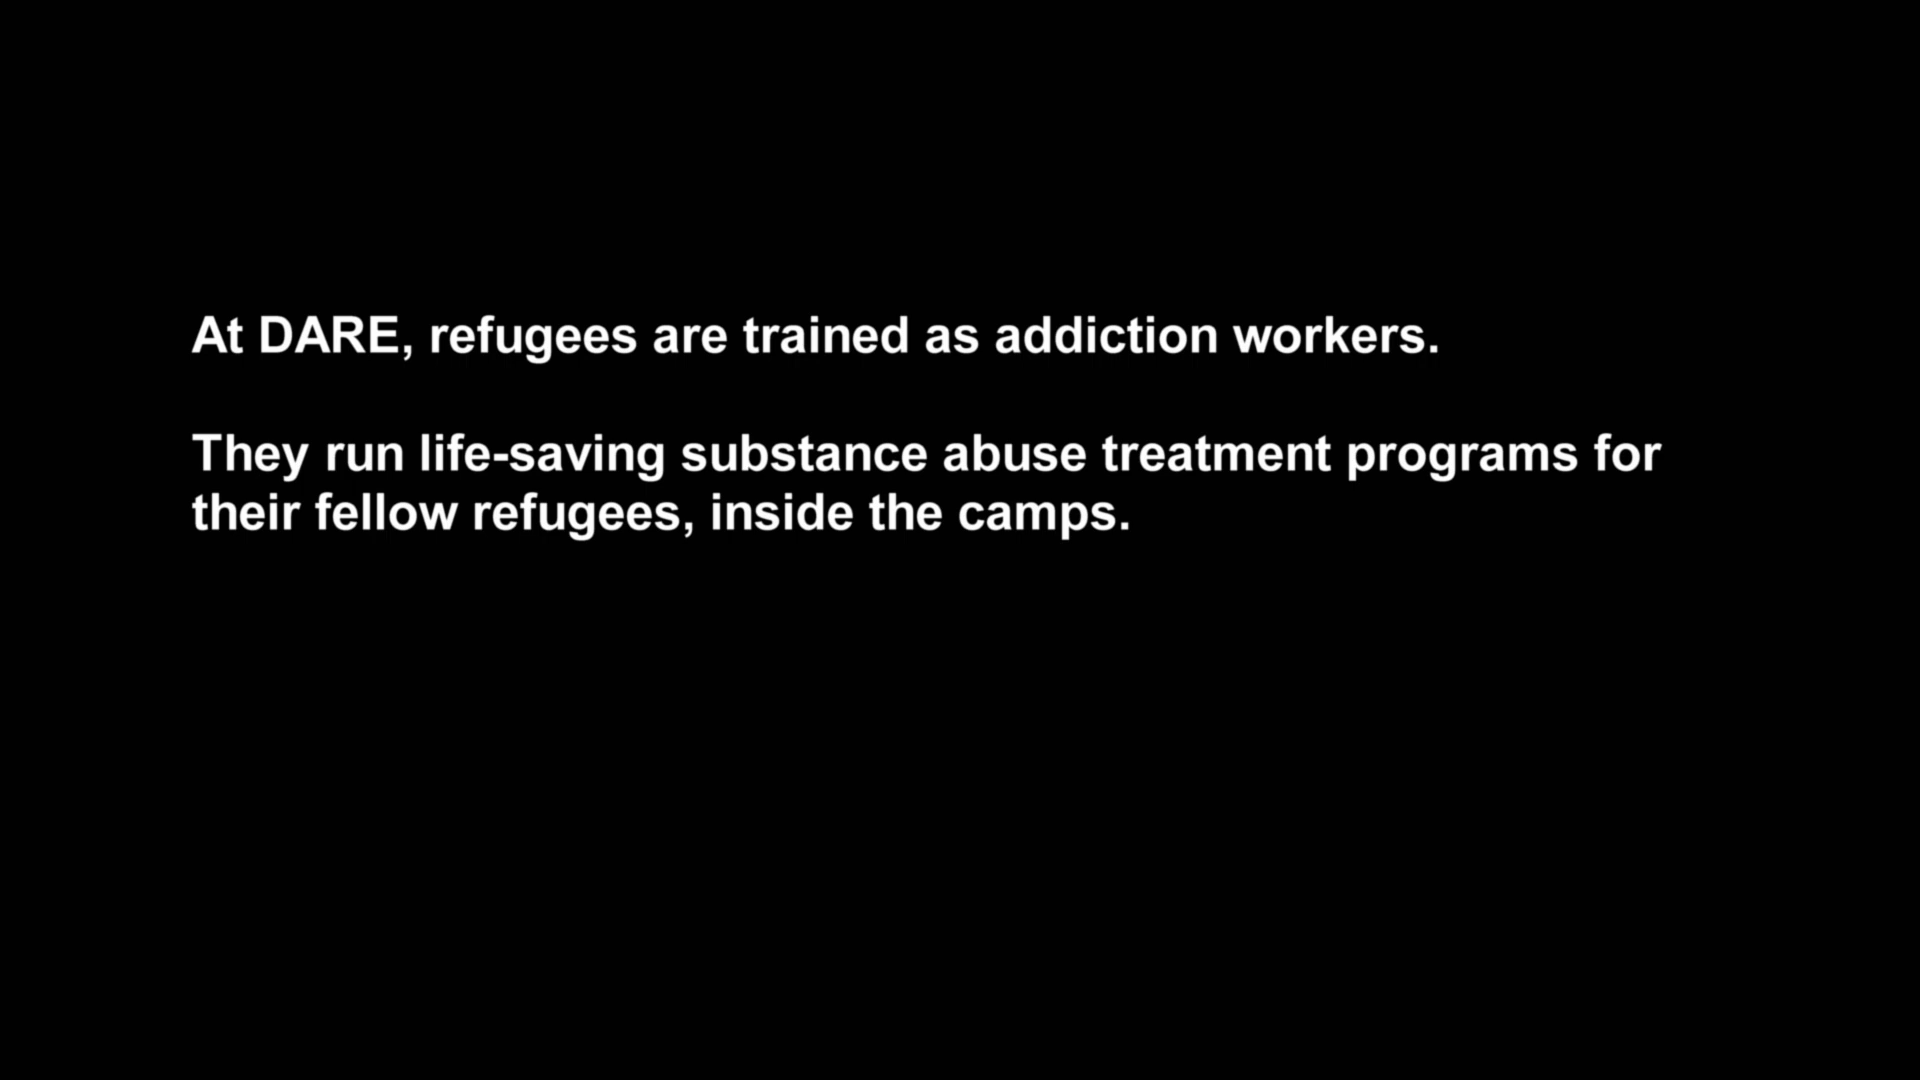 At DARE, refugees are trained as addiction workers.
They run life-saving substance abuse treatment programs for
their fellow refugees, inside the camps.